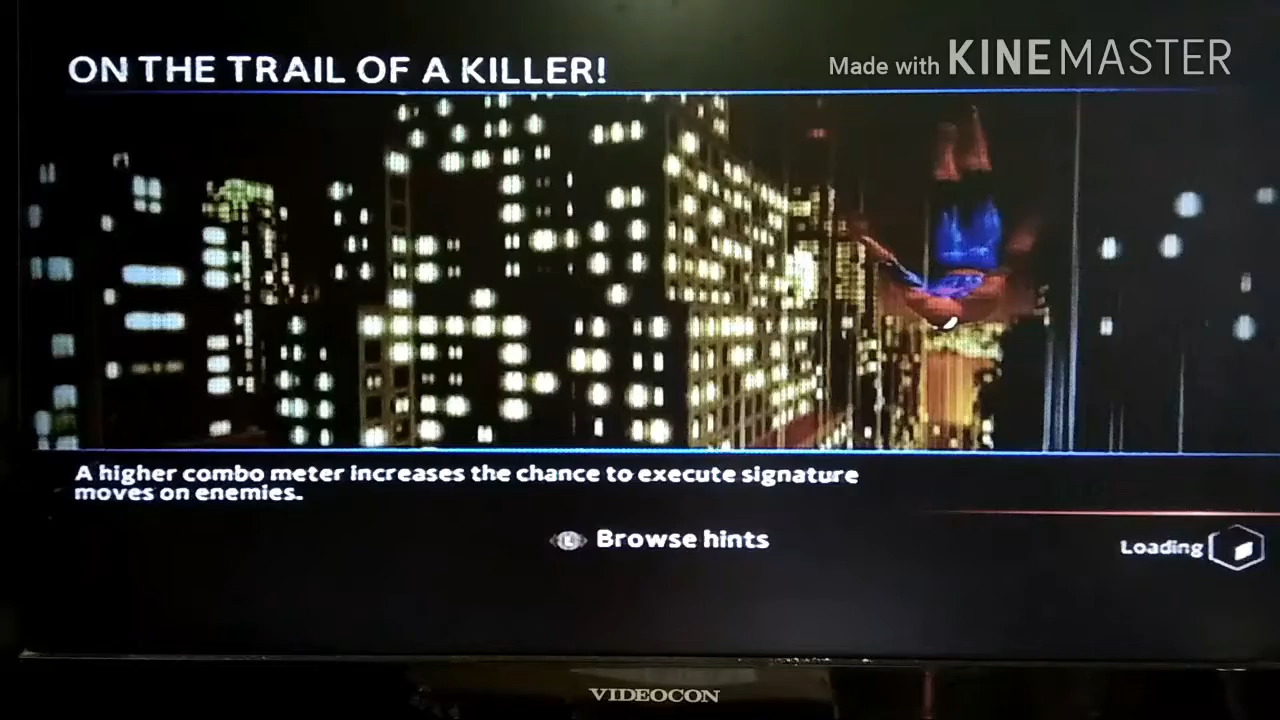 ON THE TRAIL OF A KILLER!
Made with KINEMASTER
A higher combo meter increases the chance to execute signature
moves on enemies.
L Browse hints
Loading
VIDEOCON